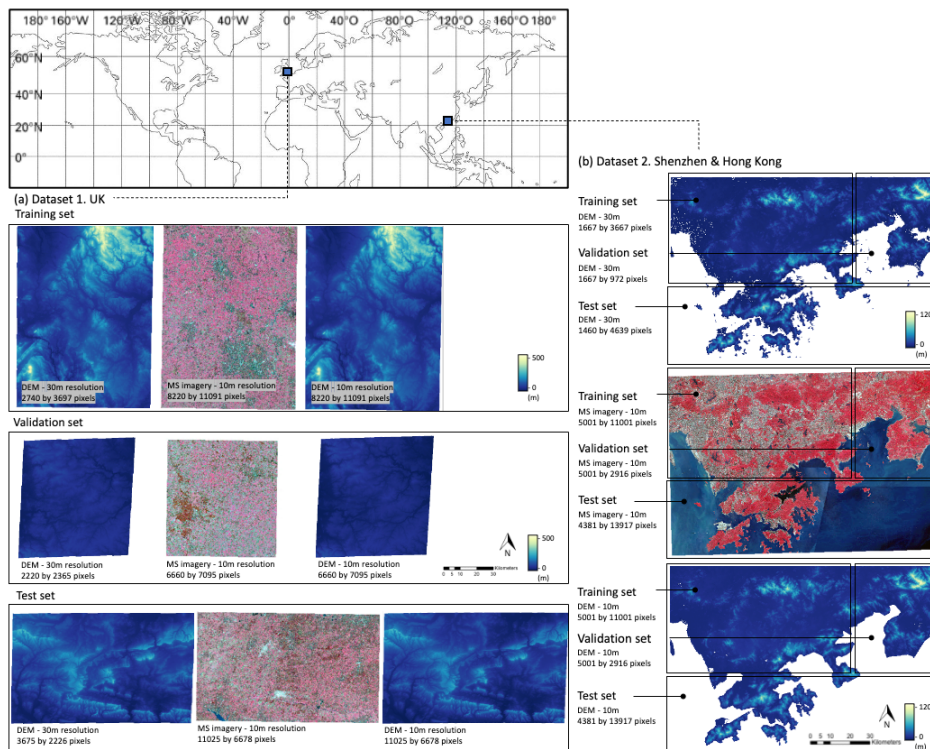 180° 160°W 120°W 80°W 40°W 0° 40°O 80°O 120°O 160°O 180°
60°N
40°N
20°N
0°
(a) Dataset 1. UK
Training set
DEM - 30m resolution
2740 by 3697 pixels
MS imagery - 10m resolution
8220 by 11091 pixels
DEM - 10m resolution
8220 by 11091 pixels
500
0
(m)
Validation set
DEM - 30m resolution
2220 by 2365 pixels
MS imagery - 10m resolution
6660 by 7095 pixels
DEM - 10m resolution
6660 by 7095 pixels
N
0 5 10 20 30 Kilometers
500
0
(m)
Test set
DEM - 30m resolution
3675 by 2226 pixels
MS imagery - 10m resolution
11025 by 6678 pixels
DEM - 10m resolution
11025 by 6678 pixels
(b) Dataset 2. Shenzhen & Hong Kong
Training set
DEM - 30m
1667 by 3667 pixels
Validation set
DEM - 30m
1667 by 972 pixels
Test set
DEM - 30m
1460 by 4639 pixels
120
0
(m)
Training set
MS imagery - 10m
5001 by 11001 pixels
Validation set
MS imagery - 10m
5001 by 2916 pixels
Test set
MS imagery - 10m
4381 by 13917 pixels
Training set
DEM - 10m
5001 by 11001 pixels
Validation set
DEM - 10m
5001 by 2916 pixels
Test set
DEM - 10m
4381 by 13917 pixels
N
0 5 10 20 30 Kilometers
120
0
(m)